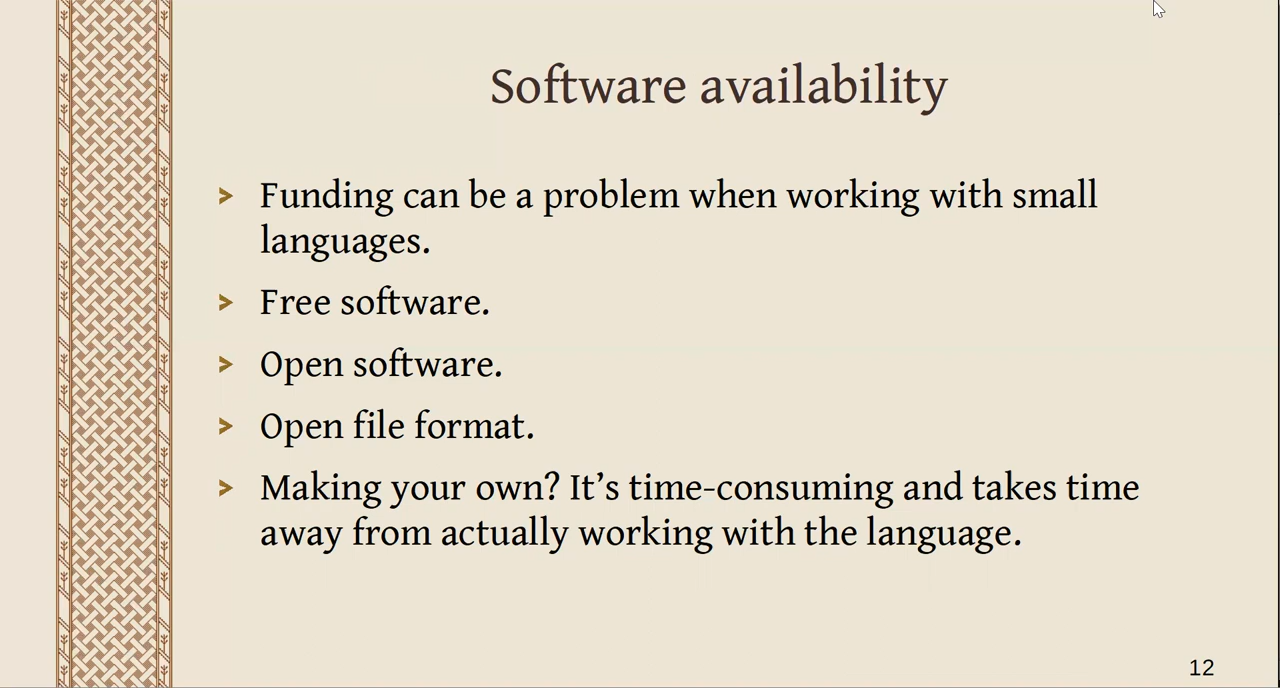 Software availability
> Funding can be a problem when working with small
languages.
> Free software.
> Open software.
> Open file format.
> Making your own? It’s time-consuming and takes time
away from actually working with the language.
12